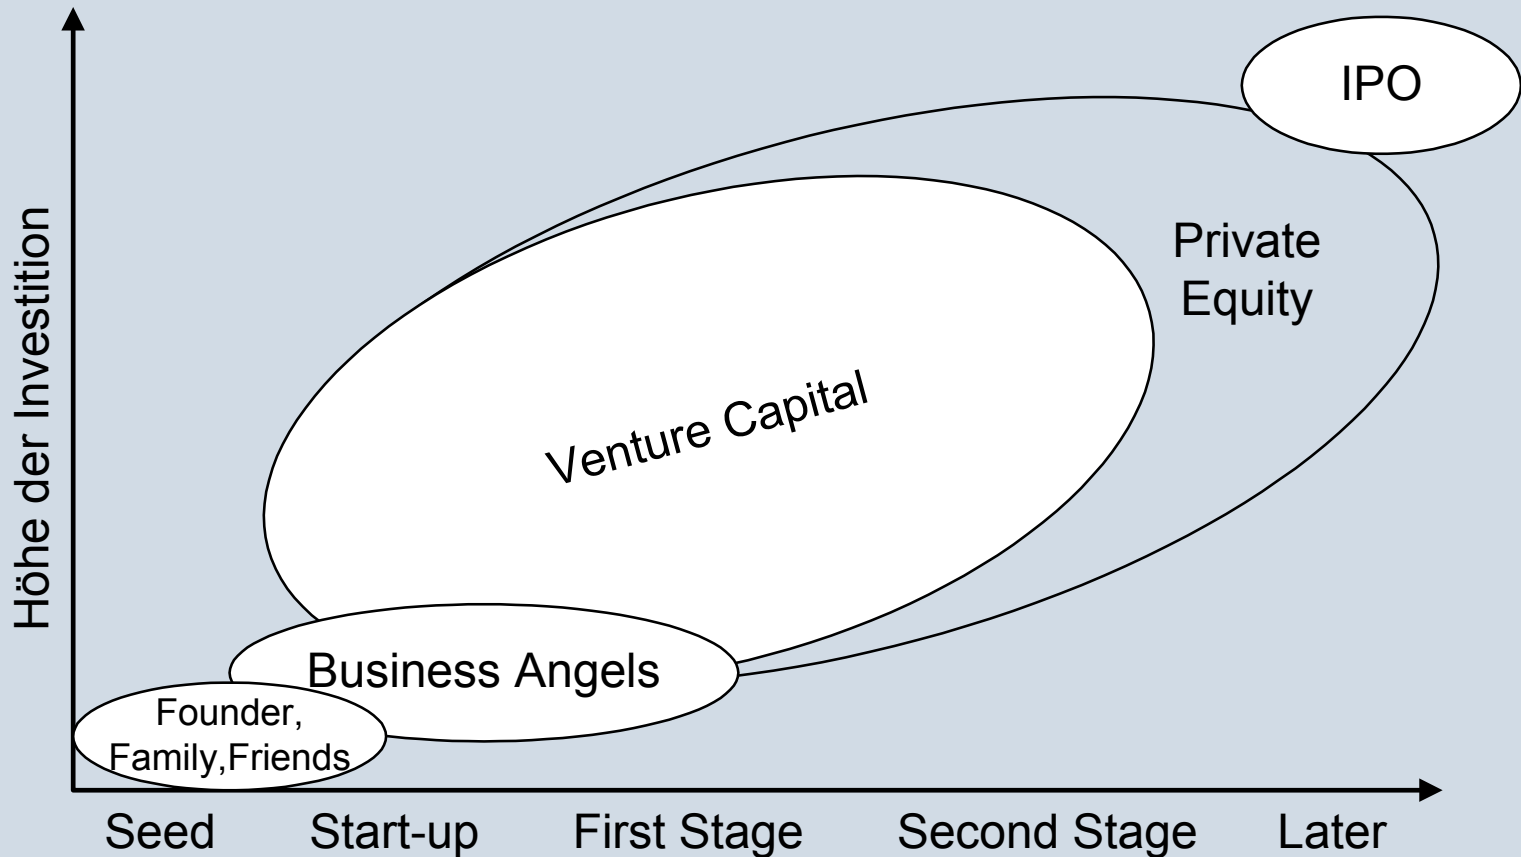 IPO
Private
Equity
Höhe der Investition
Venture Capital
Business Angels
Founder,
Family,Friends
Seed Start-up First Stage Second Stage Later